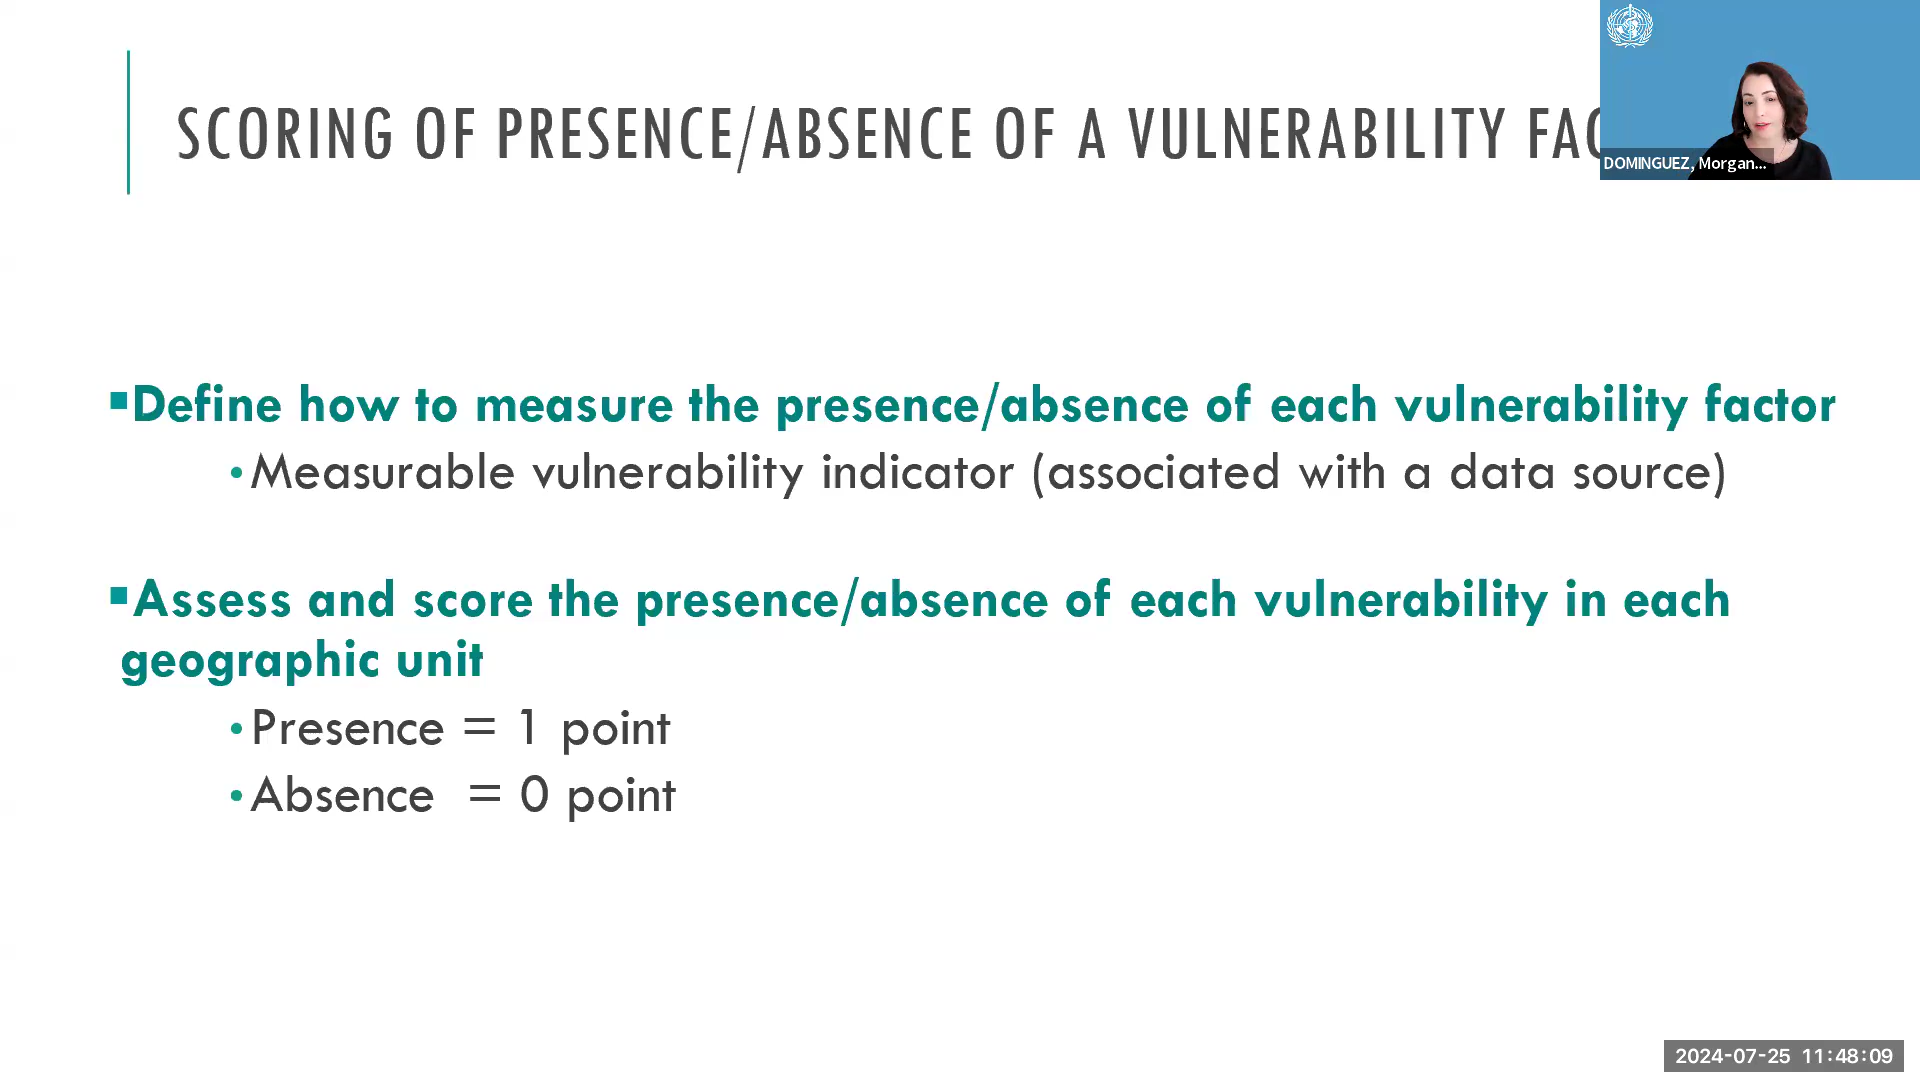 SCORING OF PRESENCE/ABSENCE OF A VULNERABILITY
DOMINGUEZ, Morgan...
▪Define how to measure the presence/absence of each vulnerability factor
•Measurable vulnerability indicator (associated with a data source)
▪Assess and score the presence/absence of each vulnerability in each
geographic unit
•Presence = 1 point
•Absence = 0 point
2024-07-25 11:48:09